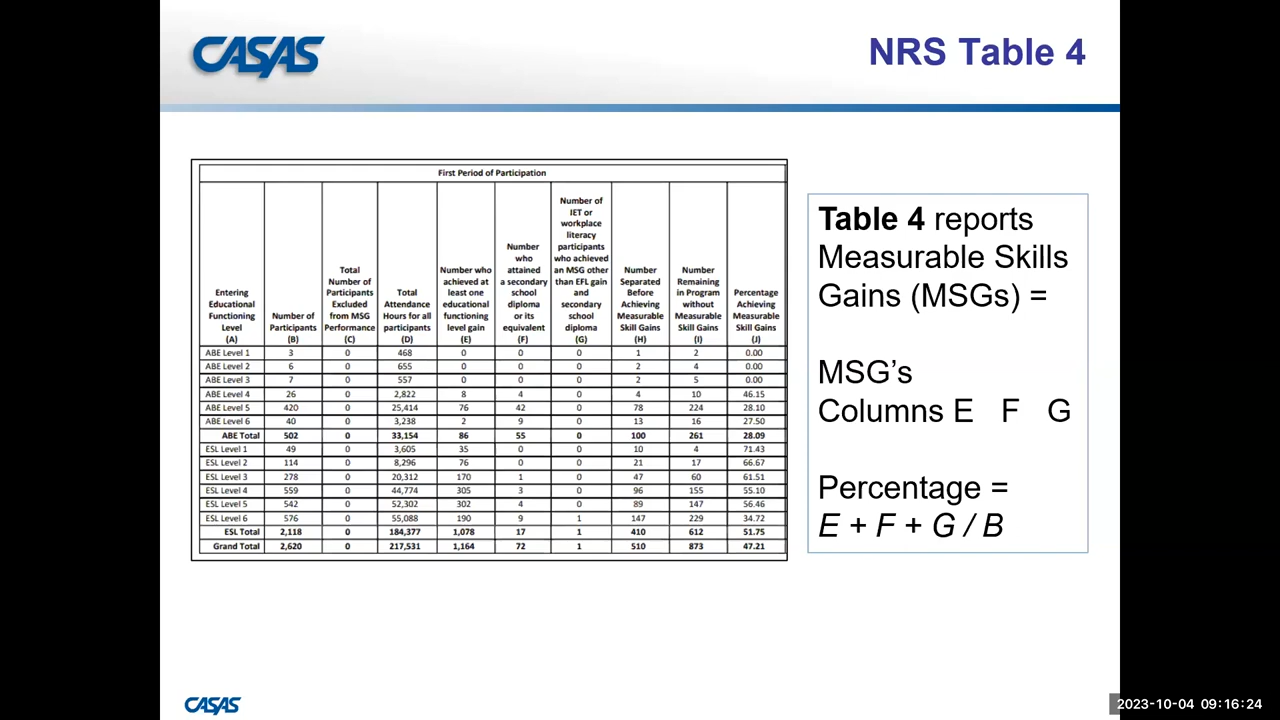 CASAS
NRS Table 4
First Period of Participation
Entering
Educational
Functioning
Level
(A)
Number of
Participants
(B)
Total
Number of
Participants
Excluded
from MSG
Performance
(C)
Total
Attendance
Hours for all
participants
(D)
Number who
achieved at
least one
educational
functioning
level gain
(E)
Number
who
attained
a secondary
school
diploma
or its
equivalent
(F)
Number of
IET or
workplace
literacy
participants
who achieved
an MSG other
than EFL gain
and
secondary
school
diploma
(G)
Number
Separated
Before
Achieving
Measurable
Skill Gains
(H)
Number
Remaining
in Program
without
Measurable
Skill Gains
(I)
Percentage
Achieving
Measurable
Skill Gains
(J)
ABE Level 1 3 0 468 0 0 0 1 2 0.00
ABE Level 2 6 0 655 0 0 0 2 4 0.00
ABE Level 3 7 0 557 0 0 0 2 5 0.00
ABE Level 4 26 0 2,822 8 4 0 4 10 46.15
ABE Level 5 420 0 25,414 76 42 0 78 224 28.10
ABE Level 6 40 0 3,238 2 9 0 13 16 27.50
ABE Total 502 0 33,154 86 55 0 100 261 28.09
ESL Level 1 49 0 3,605 35 0 0 10 4 71.43
ESL Level 2 114 0 8,296 76 0 0 21 17 66.67
ESL Level 3 278 0 20,312 170 1 0 47 60 61.51
ESL Level 4 559 0 44,774 305 3 0 96 155 55.10
ESL Level 5 542 0 52,302 302 4 0 89 147 56.46
ESL Level 6 576 0 55,088 190 9 1 147 229 34.72
ESL Total 2,118 0 184,377 1,078 17 1 410 612 51.75
Grand Total 2,620 0 217,531 1,164 72 1 510 873 47.21
Table 4 reports
Measurable Skills
Gains (MSGs) =
MSG’s
Columns E F G
Percentage =
E + F + G / B
CASAS
2023-10-04 09:16:24